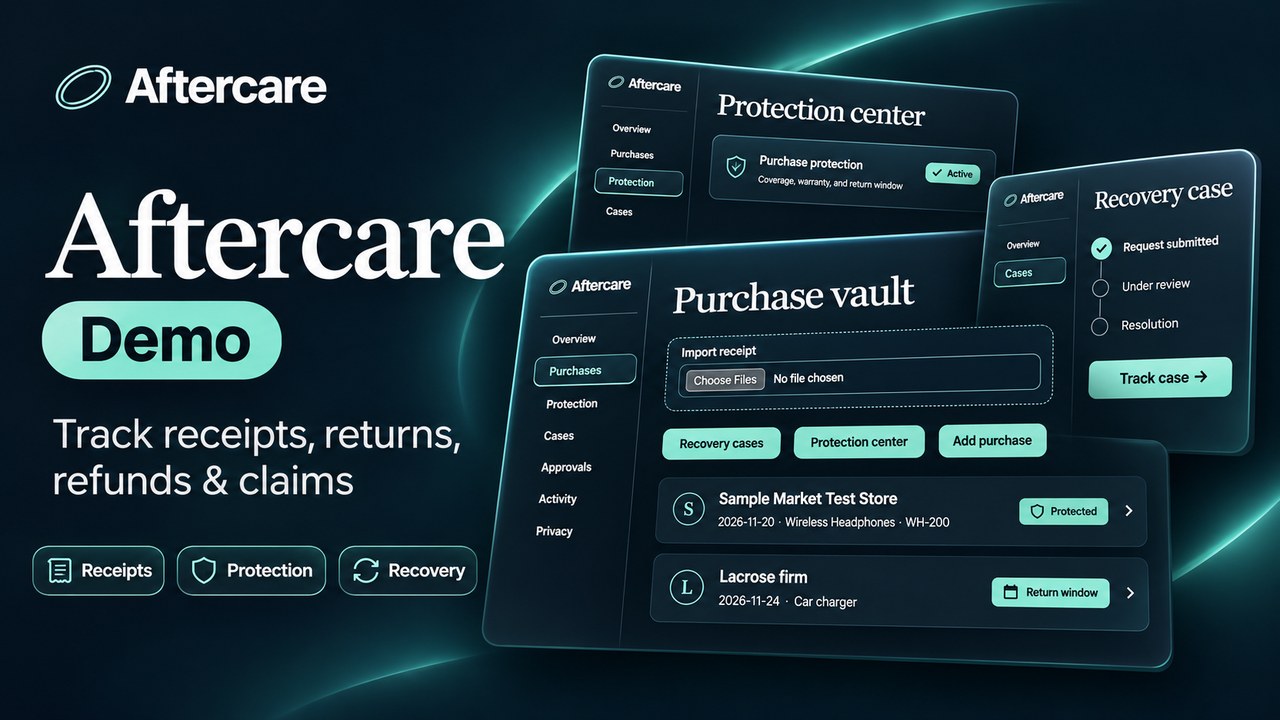 Aftercare
Aftercare
Demo
Track receipts, returns,
refunds & claims
Receipts
Protection
Recovery
Aftercare
Overview
Purchases
Protection
Cases
Protection center
Purchase protection
Coverage, warranty, and return window
Active
Aftercare
Overview
Cases
Recovery case
Request submitted
Under review
Resolution
Track case →
Aftercare
Overview
Purchases
Protection
Cases
Approvals
Activity
Privacy
Purchase vault
Import receipt
Choose Files No file chosen
Recovery cases
Protection center
Add purchase
S
Sample Market Test Store
2026-11-20 · Wireless Headphones · WH-200
Protected
L
Lacrose firm
2026-11-24 · Car charger
Return window